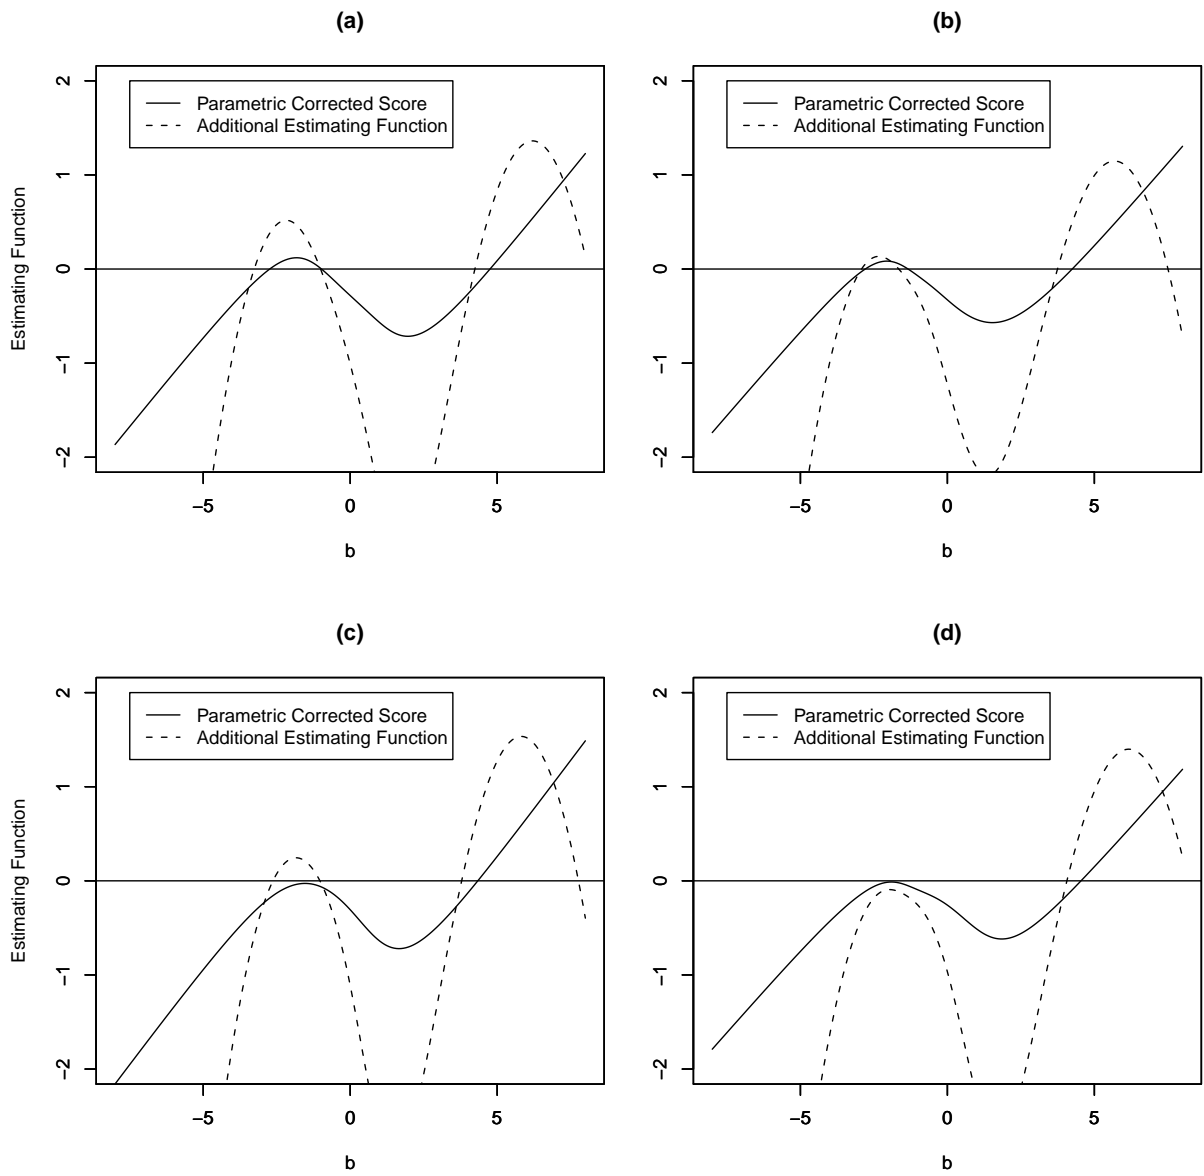 (a)
Parametric Corrected Score
Additional Estimating Function
Estimating Function
2
1
0
−1
−2
−5
0
5
b
(b)
Parametric Corrected Score
Additional Estimating Function
2
1
0
−1
−2
−5
0
5
b
(c)
Parametric Corrected Score
Additional Estimating Function
Estimating Function
2
1
0
−1
−2
−5
0
5
b
(d)
Parametric Corrected Score
Additional Estimating Function
2
1
0
−1
−2
−5
0
5
b